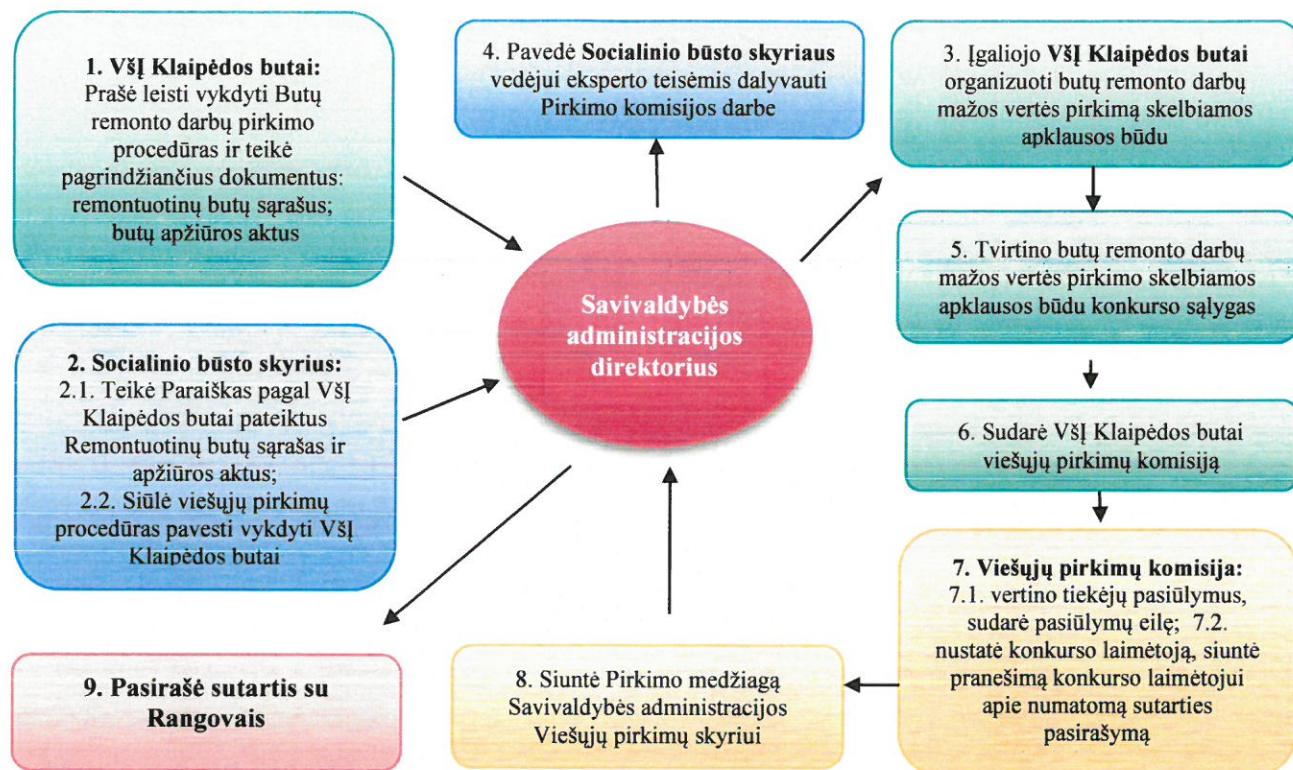 1. VšĮ Klaipėdos butai:
Prašė leisti vykdyti Butų
remonto darbų pirkimo
procedūras ir teikė
pagrindžiančius dokumentus:
remontuotinų butų sąrašus;
butų apžiūros aktus
2. Socialinio būsto skyrius:
2.1. Teikė Paraiškas pagal VšĮ
Klaipėdos butai pateiktus
Remontuotinų butų sąrašas ir
apžiūros aktus;
2.2. Siūlė viešųjų pirkimų
procedūras pavesti vykdyti VšĮ
Klaipėdos butai
4. Pavedė Socialinio būsto skyriaus
vedėjui eksperto teisėmis dalyvauti
Pirkimo komisijos darbe
Savivaldybės
administracijos
direktorius
3. Įgaliojo VšĮ Klaipėdos butai
organizuoti butų remonto darbų
mažos vertės pirkimą skelbiamos
apklausos būdu
5. Tvirtino butų remonto darbų
mažos vertės pirkimo skelbiamos
apklausos būdu konkurso sąlygas
6. Sudarė VšĮ Klaipėdos butai
viešųjų pirkimų komisiją
7. Viešųjų pirkimų komisija:
7.1. vertino tiekėjų pasiūlymus,
sudarė pasiūlymų eilę; 7.2.
nustatė konkurso laimėtoją, siuntė
pranešimą konkurso laimėtojui
apie numatomą sutarties
pasirašymą
8. Siuntė Pirkimo medžiagą
Savivaldybės administracijos
Viešųjų pirkimų skyriui
9. Pasirašė sutartis su
Rangovais